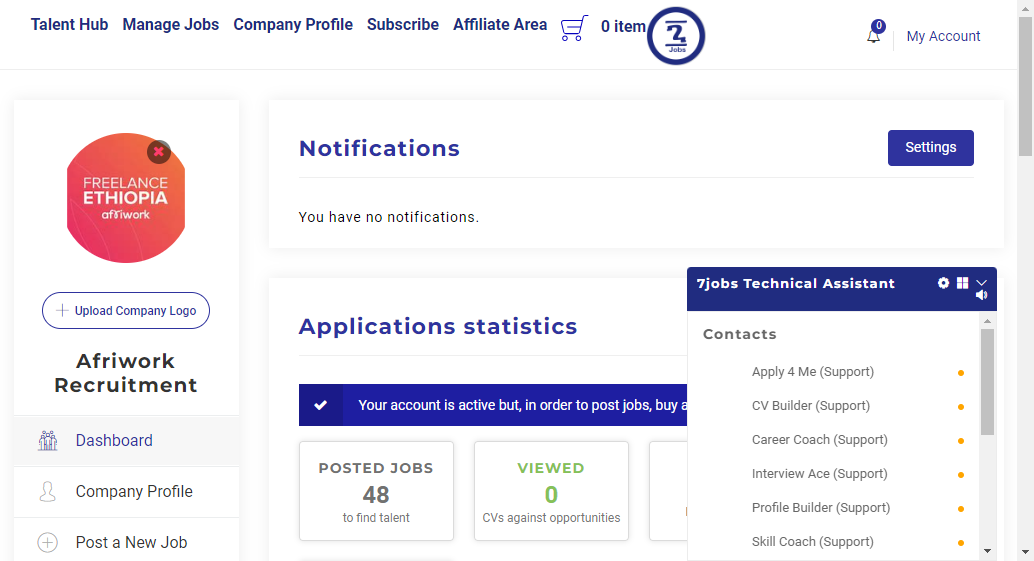 Talent Hub Manage Jobs Company Profile Subscribe Affiliate Area 0 item
7 Jobs
0
My Account
FREELANCE
ETHIOPIA
afriwork
Upload Company Logo
Afriwork
Recruitment
Dashboard
Company Profile
Post a New Job
Notifications
Settings
You have no notifications.
Applications statistics
Your account is active but, in order to post jobs, buy a
POSTED JOBS
48
to find talent
VIEWED
0
CVs against opportunities
7jobs Technical Assistant
Contacts
Apply 4 Me (Support)
CV Builder (Support)
Career Coach (Support)
Interview Ace (Support)
Profile Builder (Support)
Skill Coach (Support)